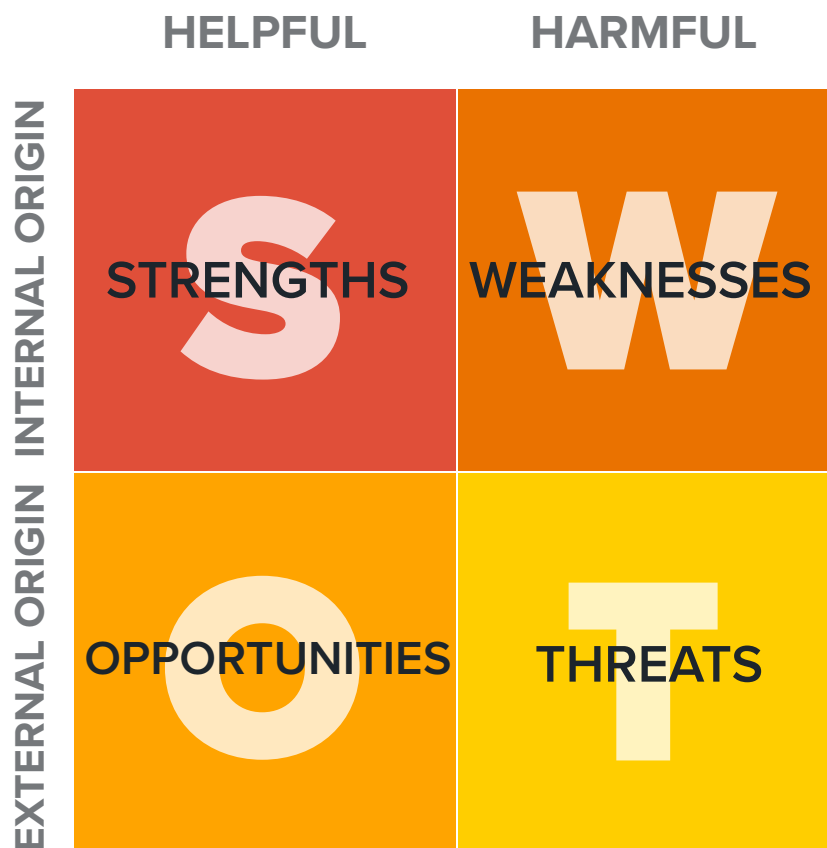 HELPFUL
HARMFUL
INTERNAL ORIGIN
S
STRENGTHS
W
WEAKNESSES
EXTERNAL ORIGIN
O
OPPORTUNITIES
T
THREATS